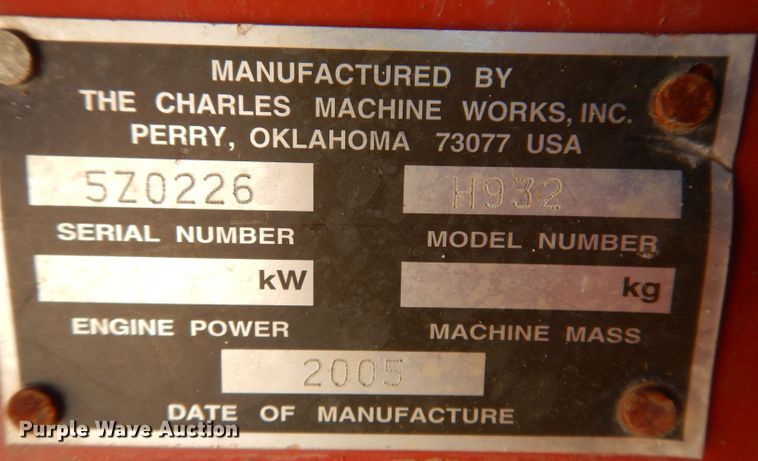 MANUFACTURED BY
THE CHARLES MACHINE WORKS, INC.
PERRY, OKLAHOMA 73077 USA
5Z0226 H932
SERIAL NUMBER MODEL NUMBER
kW kg
ENGINE POWER MACHINE MASS
2005
DATE OF MANUFACTURE
Purple Wave Auction